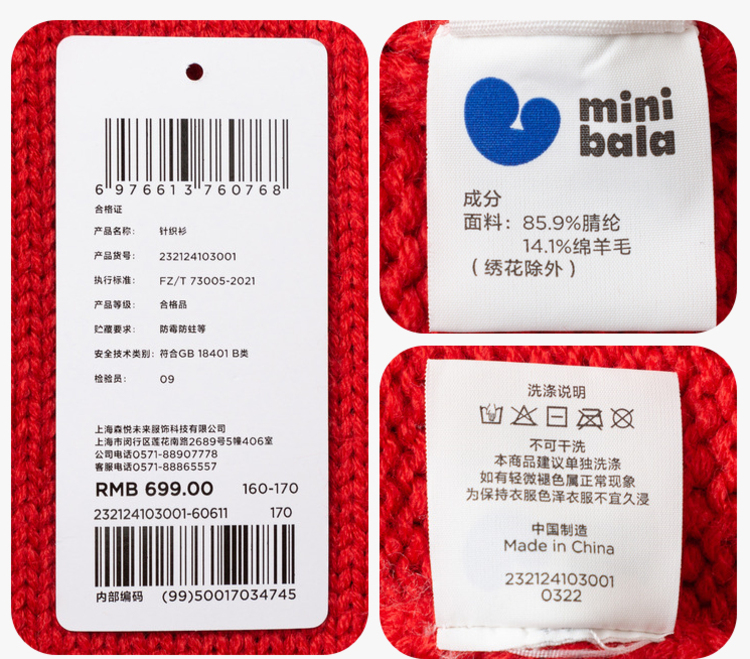 6 976613 760768
合格证
产品名称： 针织衫
产品货号： 232124103001
执行标准： FZ/T 73005-2021
产品等级： 合格品
贮藏要求： 防霉防蛀等
安全技术类别：符合GB 18401 B类
检验员： 09
上海森悦未来服饰科技有限公司
上海市闵行区莲花南路2689号5幢406室
公司电话0571-88907778
客服电话0571-88865557
RMB 699.00 160-170
232124103001-60611 170
内部编码 (99)50017034745
mini
bala
成分
面料：85.9%腈纶
14.1%绵羊毛
（绣花除外）
洗涤说明
不可干洗
本商品建议单独洗涤
如有轻微褪色属正常现象
为保持衣服色泽衣服不宜久浸
中国制造
Made in China
232124103001
0322